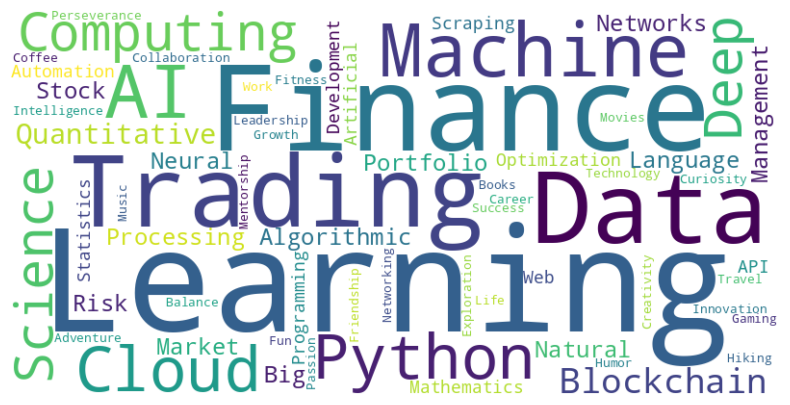 Perseverance
Computing
Coffee
Collaboration
Automation
AI
Stock
Intelligence
Quantitative
Finance
Work
Fitness
Leadership
Growth
Development
Artificial
Scraping
Networks
Machine
Deep
Management
Movies
Trading
Neural
Mentorship
Portfolio
Optimization
Language
Technology
Curiosity
Books
Career
Success
Data
Science
Statistics
Music
Processing
Algorithmic
Learning
Risk
Balance
Programming
Friendship
Networking
Exploration
Life
Web
Creativity
API
Travel
Innovation
Gaming
Adventure
Market
Fun
Passion
Cloud
Big
Python
Mathematics
Natural
Humor
Hiking
Blockchain